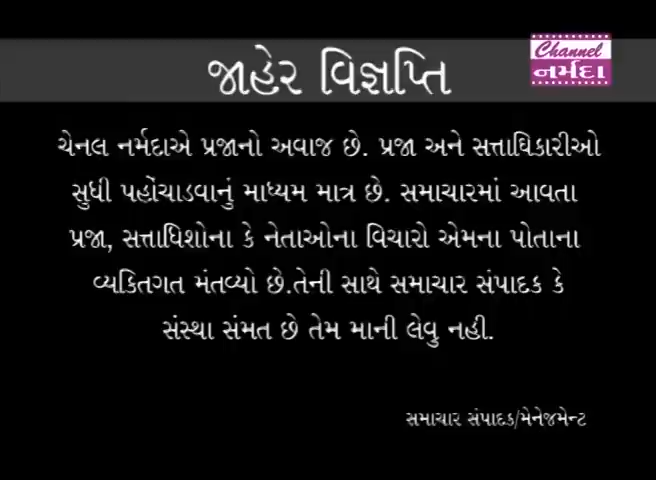 Channel
નર્મદા
જાહેર વિજ્ઞપ્તિ
ચેનલ નર્મદાએ પ્રજાનો અવાજ છે. પ્રજા અને સત્તાધિકારીઓ
સુધી પહોંચાડવાનું માધ્યમ માત્ર છે. સમાચારમાં આવતા
પ્રજા, સત્તાધિશોના કે નેતાઓના વિચારો એમના પોતાના
વ્યકિતગત મંતવ્યો છે.તેની સાથે સમાચાર સંપાદક કે
સંસ્થા સંમત છે તેમ માની લેવુ નહી.
સમાચાર સંપાદક/મેનેજમેન્ટ